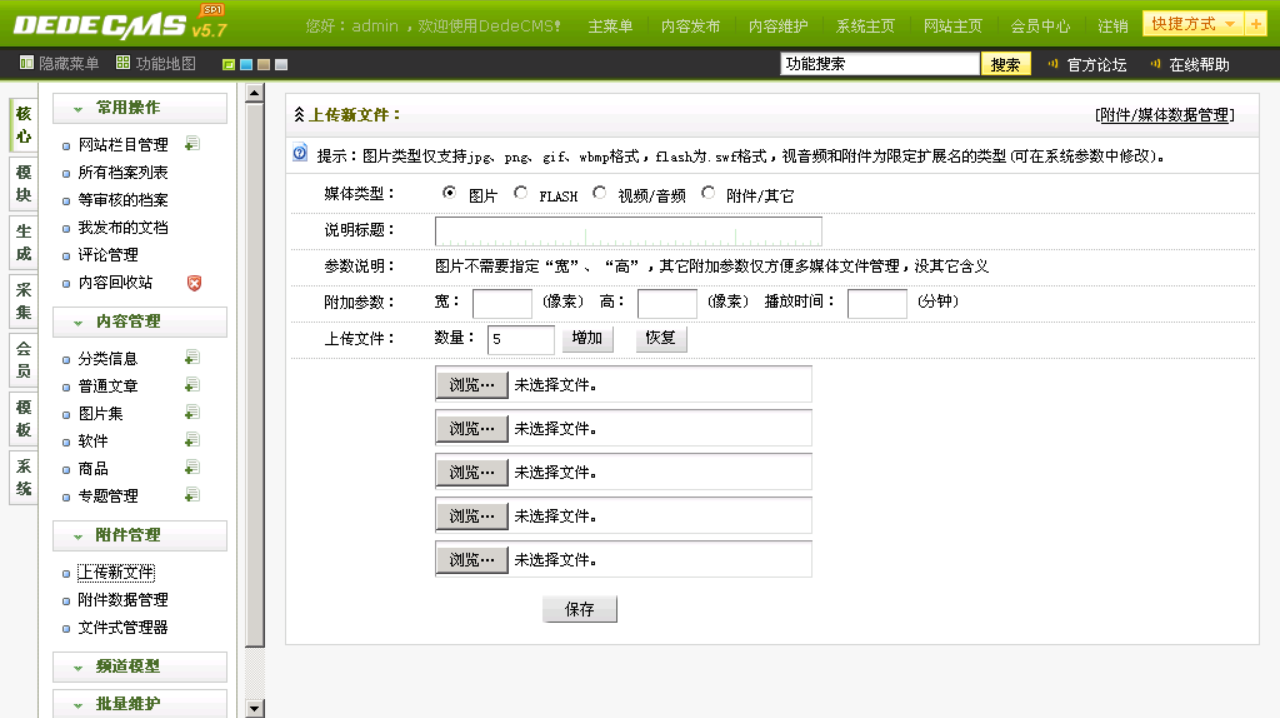 DEDECMS SP1 v5.7
您好：admin ，欢迎使用DedeCMS！ 主菜单 内容发布 内容维护 系统主页 网站主页 会员中心 注销 快捷方式 +
隐藏菜单 功能地图 功能搜索 搜索 官方论坛 在线帮助
核心
模块
生成
采集
会员
模板
系统
常用操作
网站栏目管理
所有档案列表
等审核的档案
我发布的文档
评论管理
内容回收站
内容管理
分类信息
普通文章
图片集
软件
商品
专题管理
附件管理
上传新文件
附件数据管理
文件式管理器
频道模型
批量维护
上传新文件： [附件/媒体数据管理]
提示：图片类型仅支持jpg、png、gif、wbmp格式，flash为.swf格式，视音频和附件为限定扩展名的类型(可在系统参数中修改)。
媒体类型： 图片 FLASH 视频/音频 附件/其它
说明标题：
参数说明： 图片不需要指定“宽”、“高”，其它附加参数仅方便多媒体文件管理，没其它含义
附加参数： 宽： (像素) 高： (像素) 播放时间： (分钟)
上传文件： 数量： 5 增加 恢复
浏览… 未选择文件。
浏览… 未选择文件。
浏览… 未选择文件。
浏览… 未选择文件。
浏览… 未选择文件。
保存